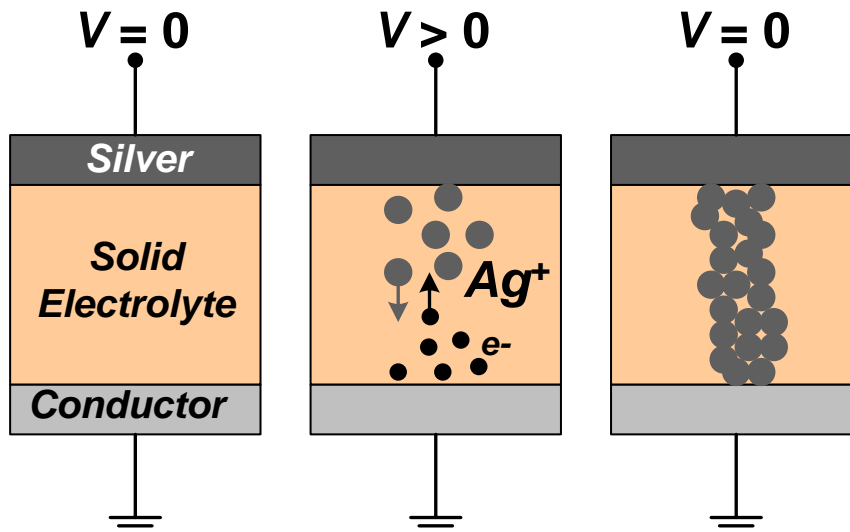 V = 0
V > 0
V = 0
Silver
Solid
Electrolyte
Ag⁺
e-
Conductor